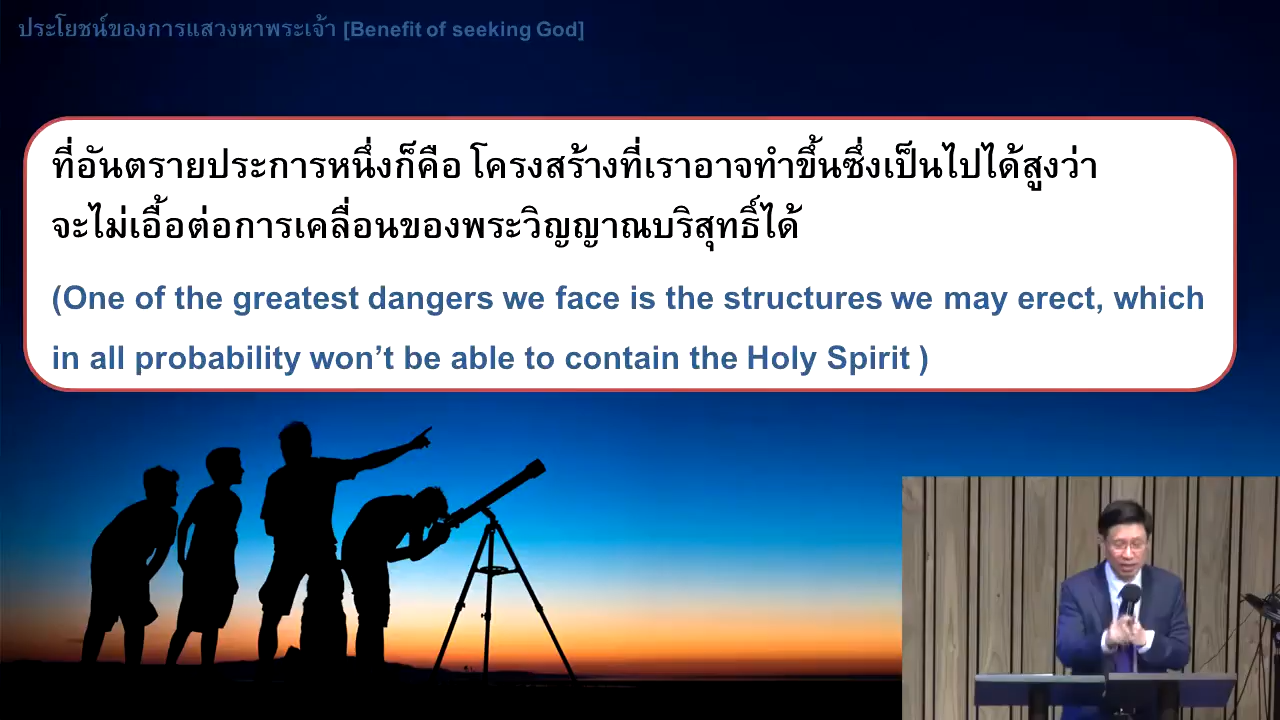 ประโยชน์ของการแสวงหาพระเจ้า [Benefit of seeking God]
ที่อันตรายประการหนึ่งก็คือ โครงสร้างที่เราอาจทำขึ้นซึ่งเป็นไปได้สูงว่า
จะไม่เอื้อต่อการเคลื่อนของพระวิญญาณบริสุทธิ์ได้
(One of the greatest dangers we face is the structures we may erect, which
in all probability won’t be able to contain the Holy Spirit )